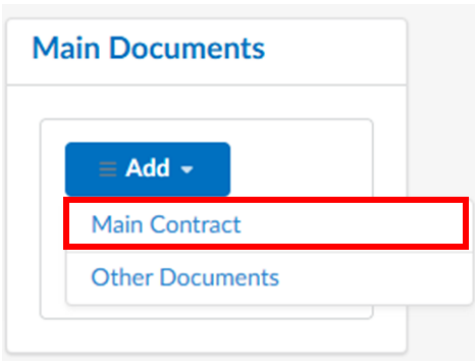 Main Documents
Add
Main Contract
Other Documents